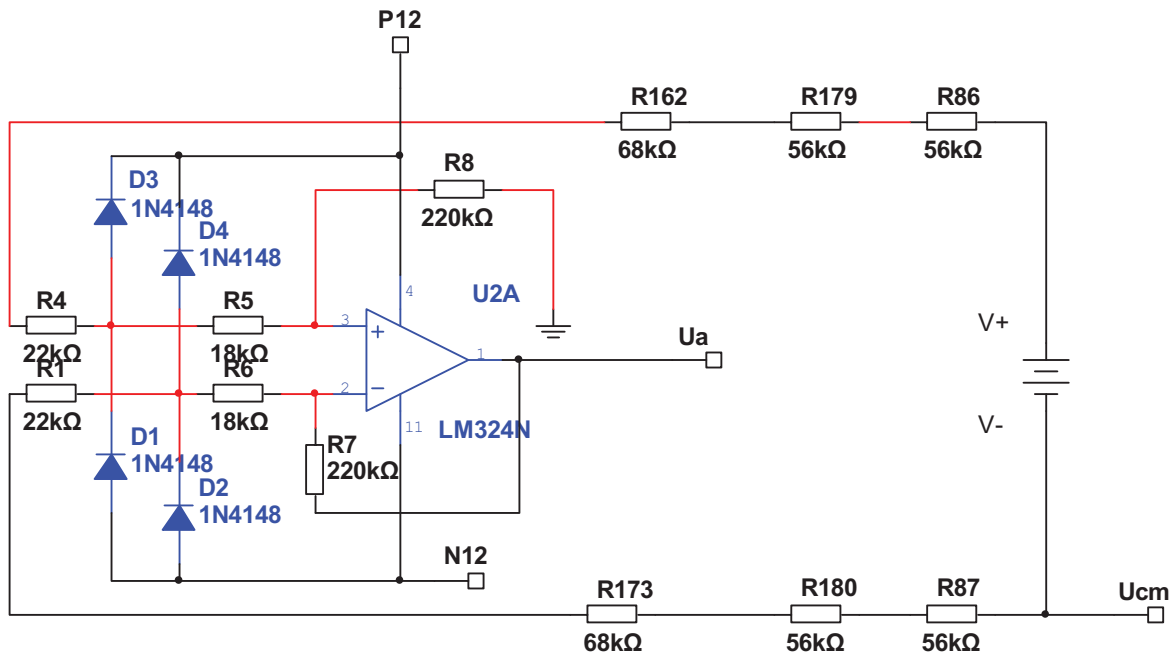 P12
R162
R179
R86
68kΩ
56kΩ
56kΩ
D3
1N4148
R8
220kΩ
D4
1N4148
4
U2A
R4
22kΩ
R5
18kΩ
3
+
1
Ua
V+
R1
22kΩ
R6
18kΩ
2
−
11
LM324N
V-
D1
1N4148
R7
220kΩ
D2
1N4148
N12
R173
R180
R87
Ucm
68kΩ
56kΩ
56kΩ